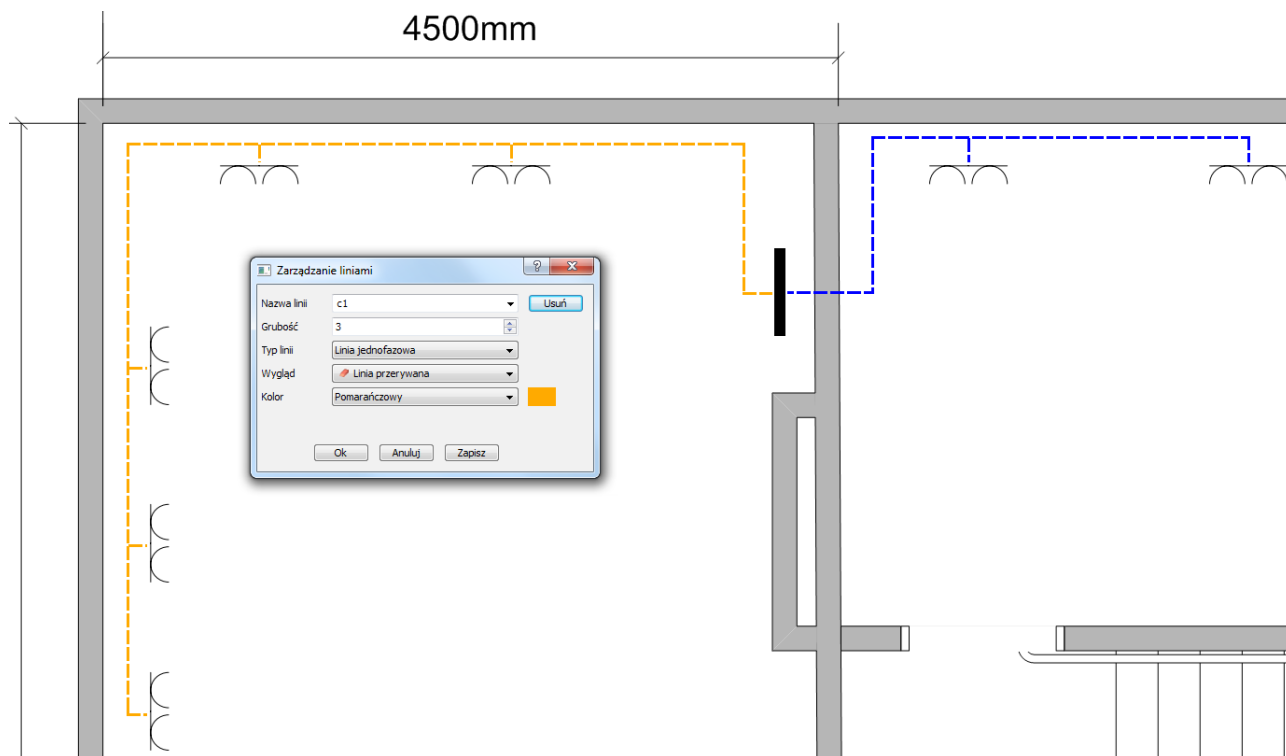 4500mm
Zarządzanie liniami
Nazwa linii c1 Usuń
Grubość 3
Typ linii Linia jednofazowa
Wygląd Linia przerywana
Kolor Pomarańczowy
Ok Anuluj Zapisz